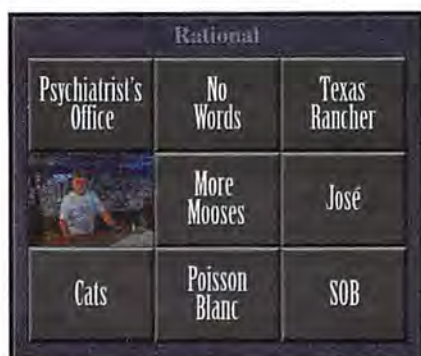 Rational
Psychiatrist's
Office
No
Words
Texas
Rancher
More
Mooses
José
Cats
Poisson
Blanc
SOB